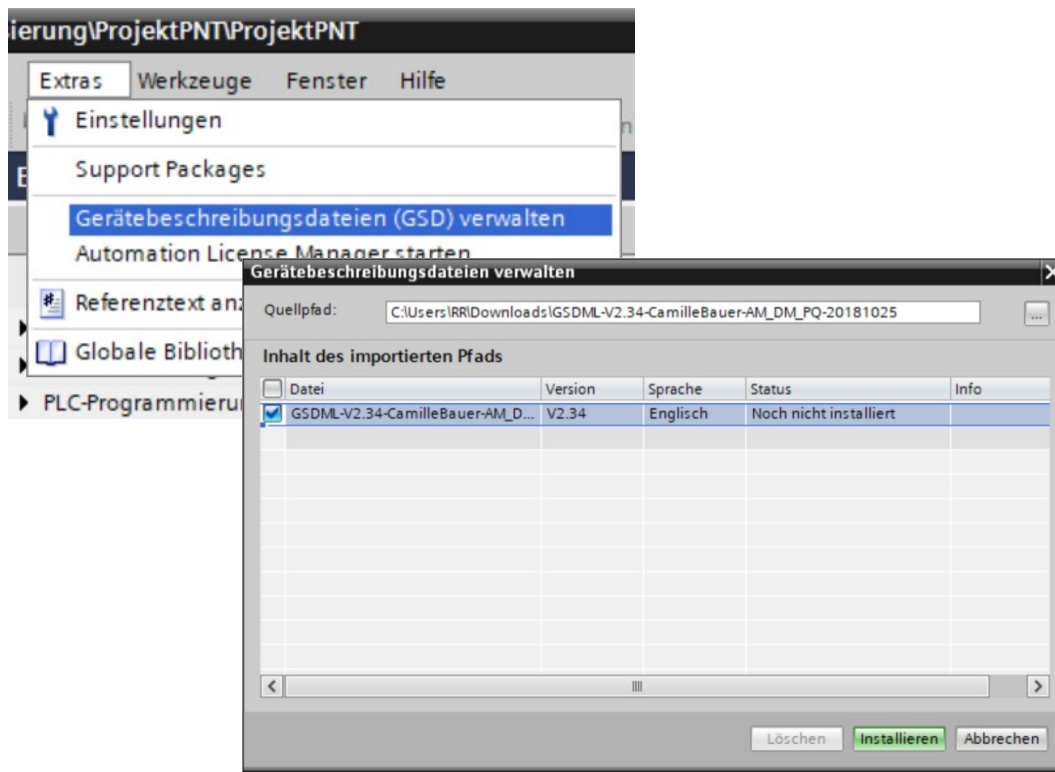 ierung\ProjektPNT\ProjektPNT
Extras Werkzeuge Fenster Hilfe
Einstellungen
Support Packages
Gerätebeschreibungsdateien (GSD) verwalten
Automation License Manager starten
Referenztext anz
Globale Biblioth
PLC-Programmieru
Gerätebeschreibungsdateien verwalten
Quellpfad: C:\Users\RR\Downloads\GSDML-V2.34-CamilleBauer-AM_DM_PQ-20181025 ...
Inhalt des importierten Pfads
Datei Version Sprache Status Info
GSDML-V2.34-CamilleBauer-AM_D... V2.34 Englisch Noch nicht installiert
Löschen Installieren Abbrechen